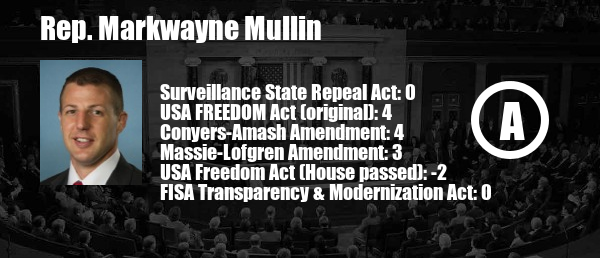 Rep. Markwayne Mullin
Surveillance State Repeal Act: 0
USA FREEDOM Act (original): 4
Conyers-Amash Amendment: 4
Massie-Lofgren Amendment: 3
USA Freedom Act (House passed): -2
FISA Transparency & Modernization Act: 0
A